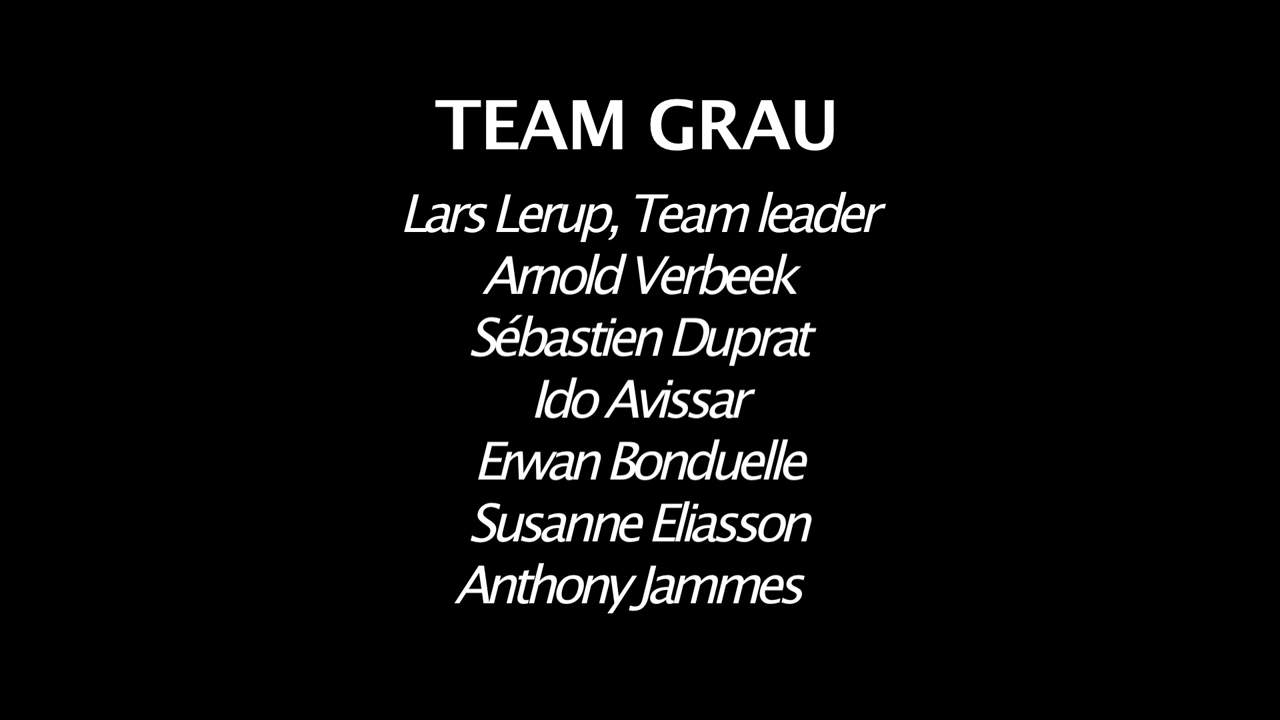 TEAM GRAU
Lars Lerup, Team leader
Arnold Verbeek
Sébastien Duprat
Ido Avissar
Erwan Bonduelle
Susanne Eliasson
Anthony Jammes